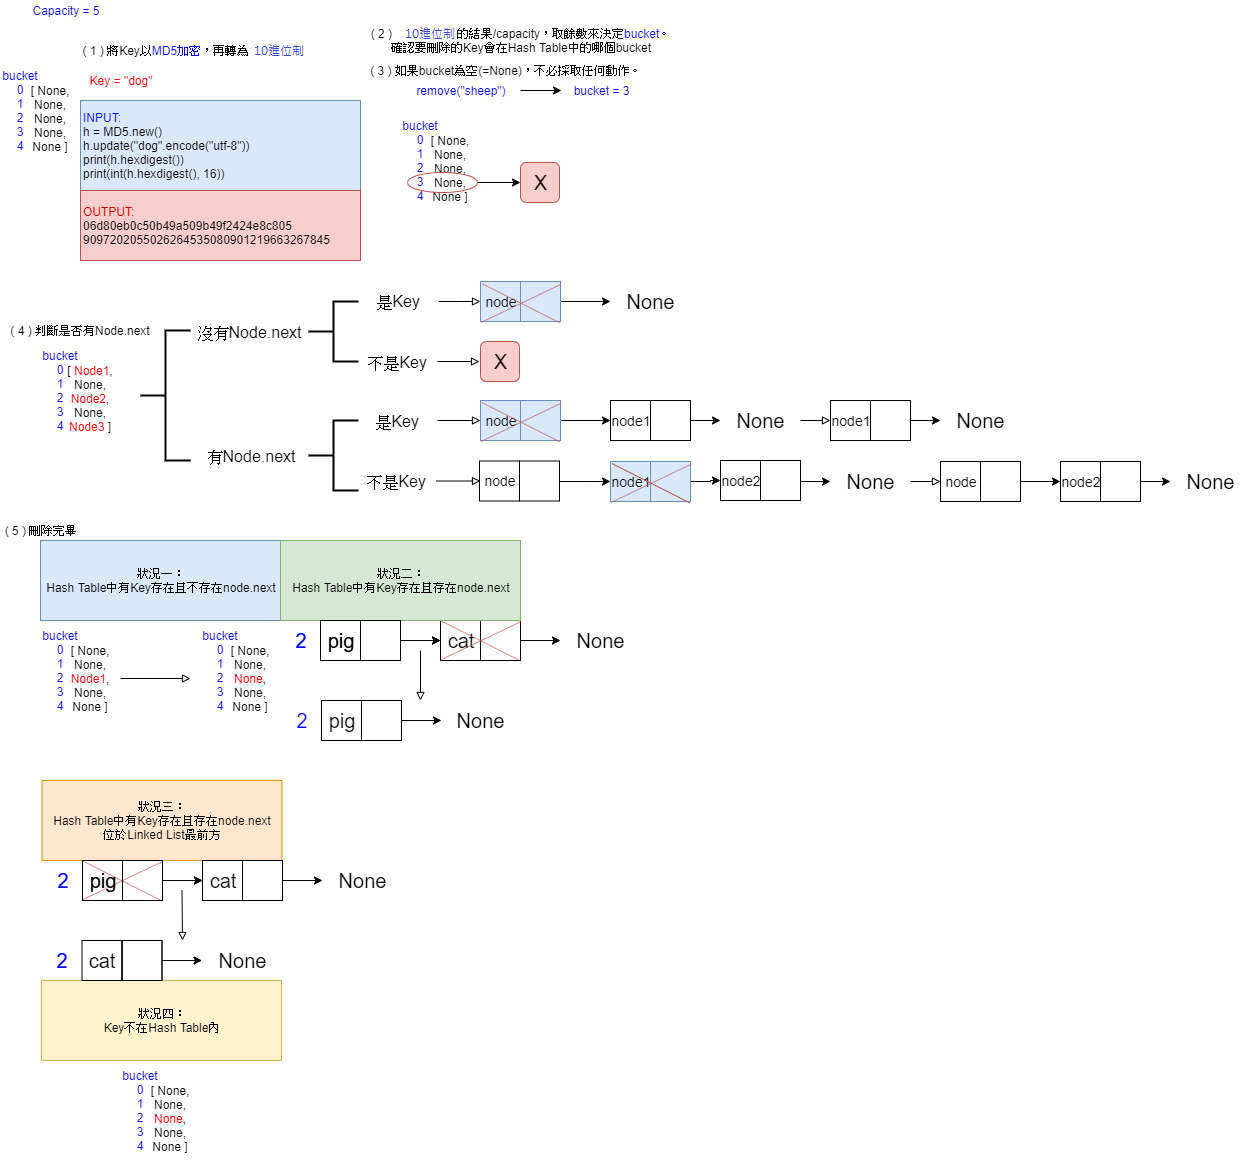 Capacity = 5
( 1 ) 將Key以MD5加密，再轉為 10進位制
bucket
0 [ None,
1 None,
2 None,
3 None,
4 None ]
Key = "dog"
INPUT:
h = MD5.new()
h.update("dog".encode("utf-8"))
print(h.hexdigest())
print(int(h.hexdigest(), 16))
OUTPUT:
06d80eb0c50b49a509b49f2424e8c805
9097202055026264535080901219663267845
( 2 ) 10進位制的結果/capacity，取餘數來決定bucket。
確認要刪除的Key會在Hash Table中的哪個bucket
( 3 ) 如果bucket為空(=None)，不必採取任何動作。
remove("sheep") bucket = 3
bucket
0 [ None,
1 None,
2 None,
3 None,
4 None ]
X
( 4 ) 判斷是否有Node.next
bucket
0 [ Node1,
1 None,
2 Node2,
3 None,
4 Node3 ]
沒有Node.next
是Key node None
不是Key X
有Node.next
是Key node node1 None node1 None
不是Key node node1 node2 None node node2 None
( 5 ) 刪除完畢
狀況一：
Hash Table中有Key存在且不存在node.next
bucket
0 [ None,
1 None,
2 Node1,
3 None,
4 None ]
bucket
0 [ None,
1 None,
2 None,
3 None,
4 None ]
狀況二：
Hash Table中有Key存在且存在node.next
2 pig cat None
2 pig None
狀況三：
Hash Table中有Key存在且存在node.next
位於Linked List最前方
2 pig cat None
2 cat None
狀況四：
Key不在Hash Table內
bucket
0 [ None,
1 None,
2 None,
3 None,
4 None ]